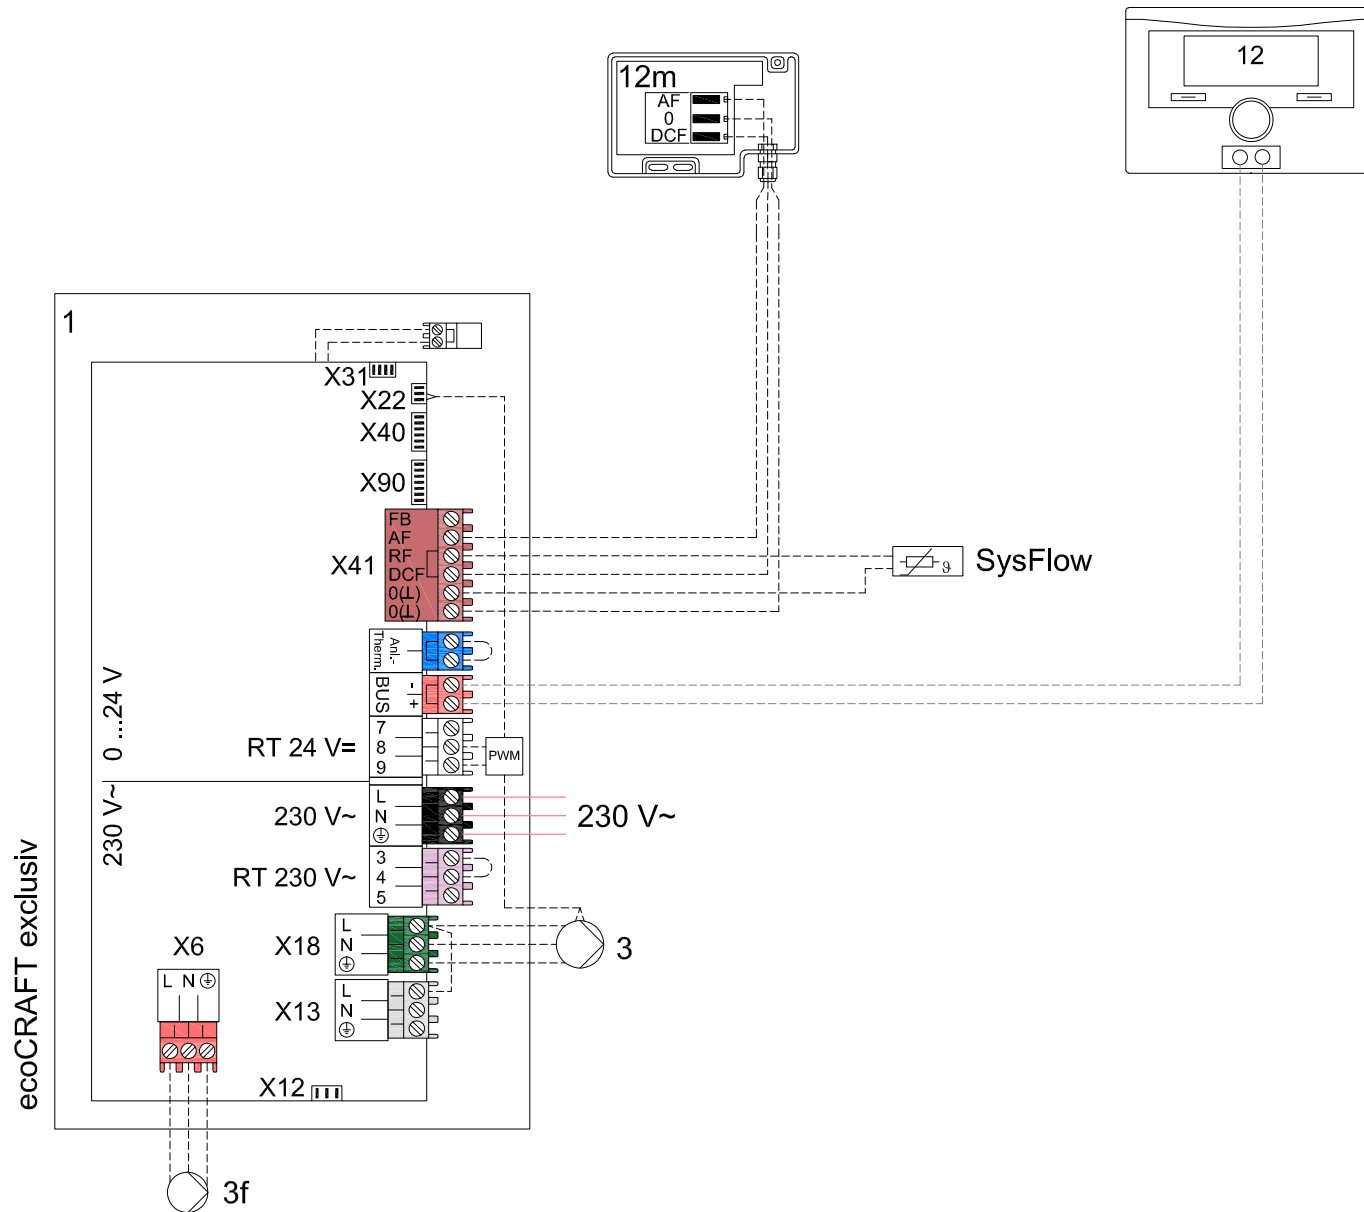 12
12m
AF
0
DCF
1
X31
X22
X40
X90
X41
FB
AF
RF
DCF
0(⊥)
0(⊥)
SysFlow
Anl.-
Therm.
BUS
-
+
0 ...24 V
RT 24 V=
7
8
9
PWM
230 V~
230 V~
L
N
230 V~
RT 230 V~
3
4
5
ecoCRAFT exclusiv
X18
L
N
3
X6
L N
X13
L
N
X12
3f